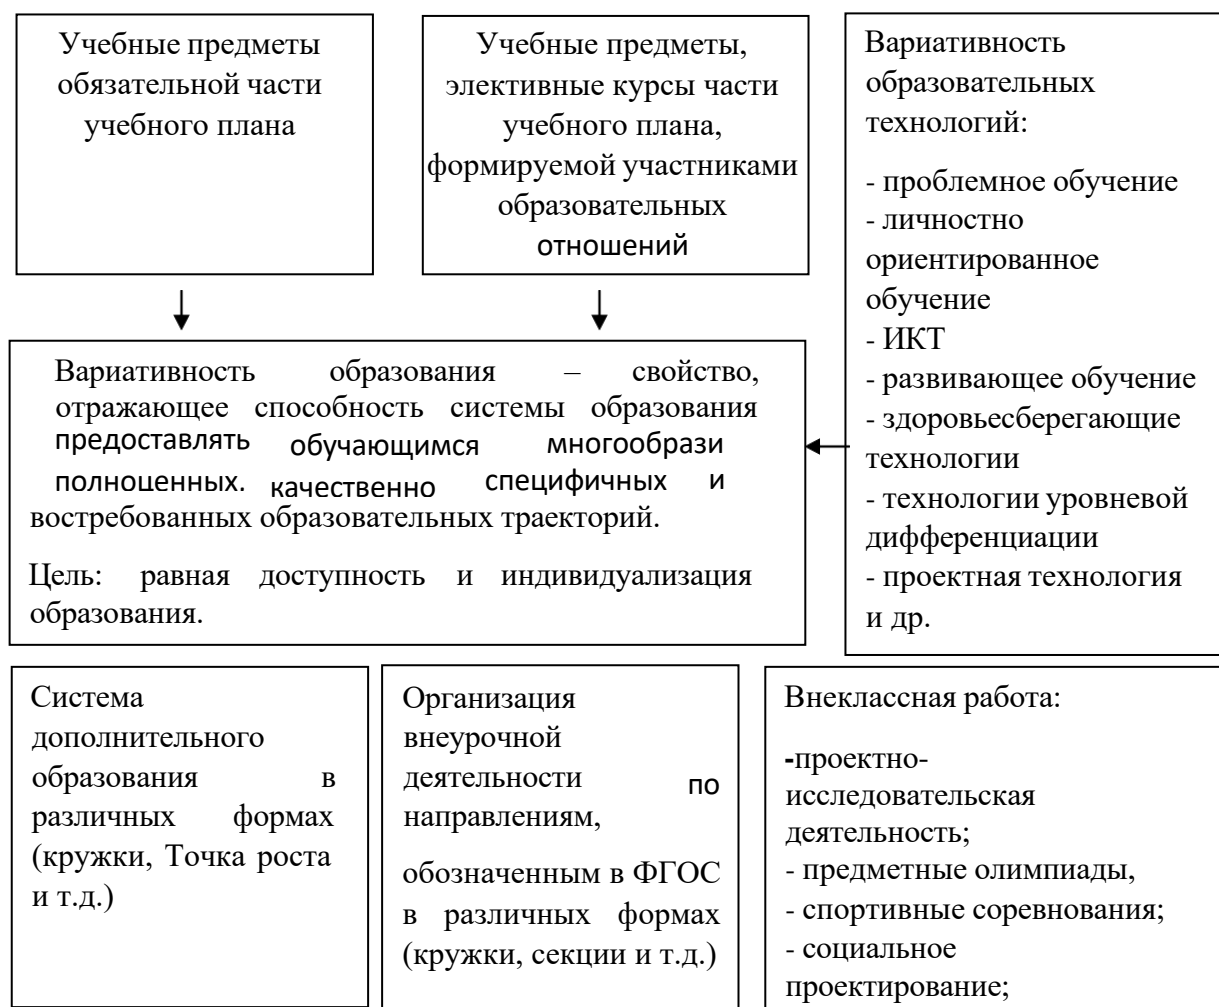 Учебные предметы
обязательной части
учебного плана
Учебные предметы,
элективные курсы части
учебного плана,
формируемой участниками
образовательных
отношений
Вариативность
образовательных
технологий:
- проблемное обучение
- личностно
ориентированное
обучение
- ИКТ
- развивающее обучение
- здоровьесберегающие
технологии
- технологии уровневой
дифференциации
- проектная технология
и др.
Вариативность образования – свойство,
отражающее способность системы образования
предоставлять обучающимся многообрази
полноценных. качественно специфичных и
востребованных образовательных траекторий.
Цель: равная доступность и индивидуализация
образования.
Система
дополнительного
образования в
различных формах
(кружки, Точка роста
и т.д.)
Организация
внеурочной
деятельности по
направлениям,
обозначенным в ФГОС
в различных формах
(кружки, секции и т.д.)
Внеклассная работа:
-проектно-
исследовательская
деятельность;
- предметные олимпиады,
- спортивные соревнования;
- социальное
проектирование;